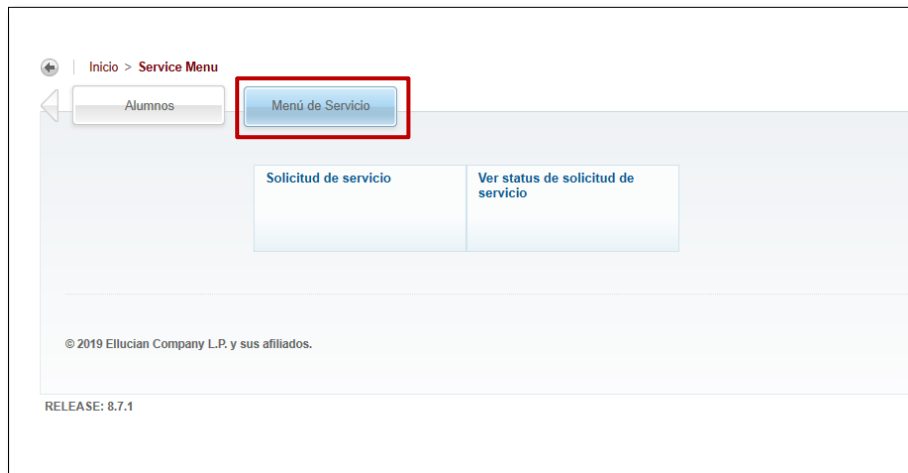 Inicio > Service Menu
Alumnos
Menú de Servicio
Solicitud de servicio
Ver status de solicitud de
servicio
© 2019 Ellucian Company L.P. y sus afiliados.
RELEASE: 8.7.1